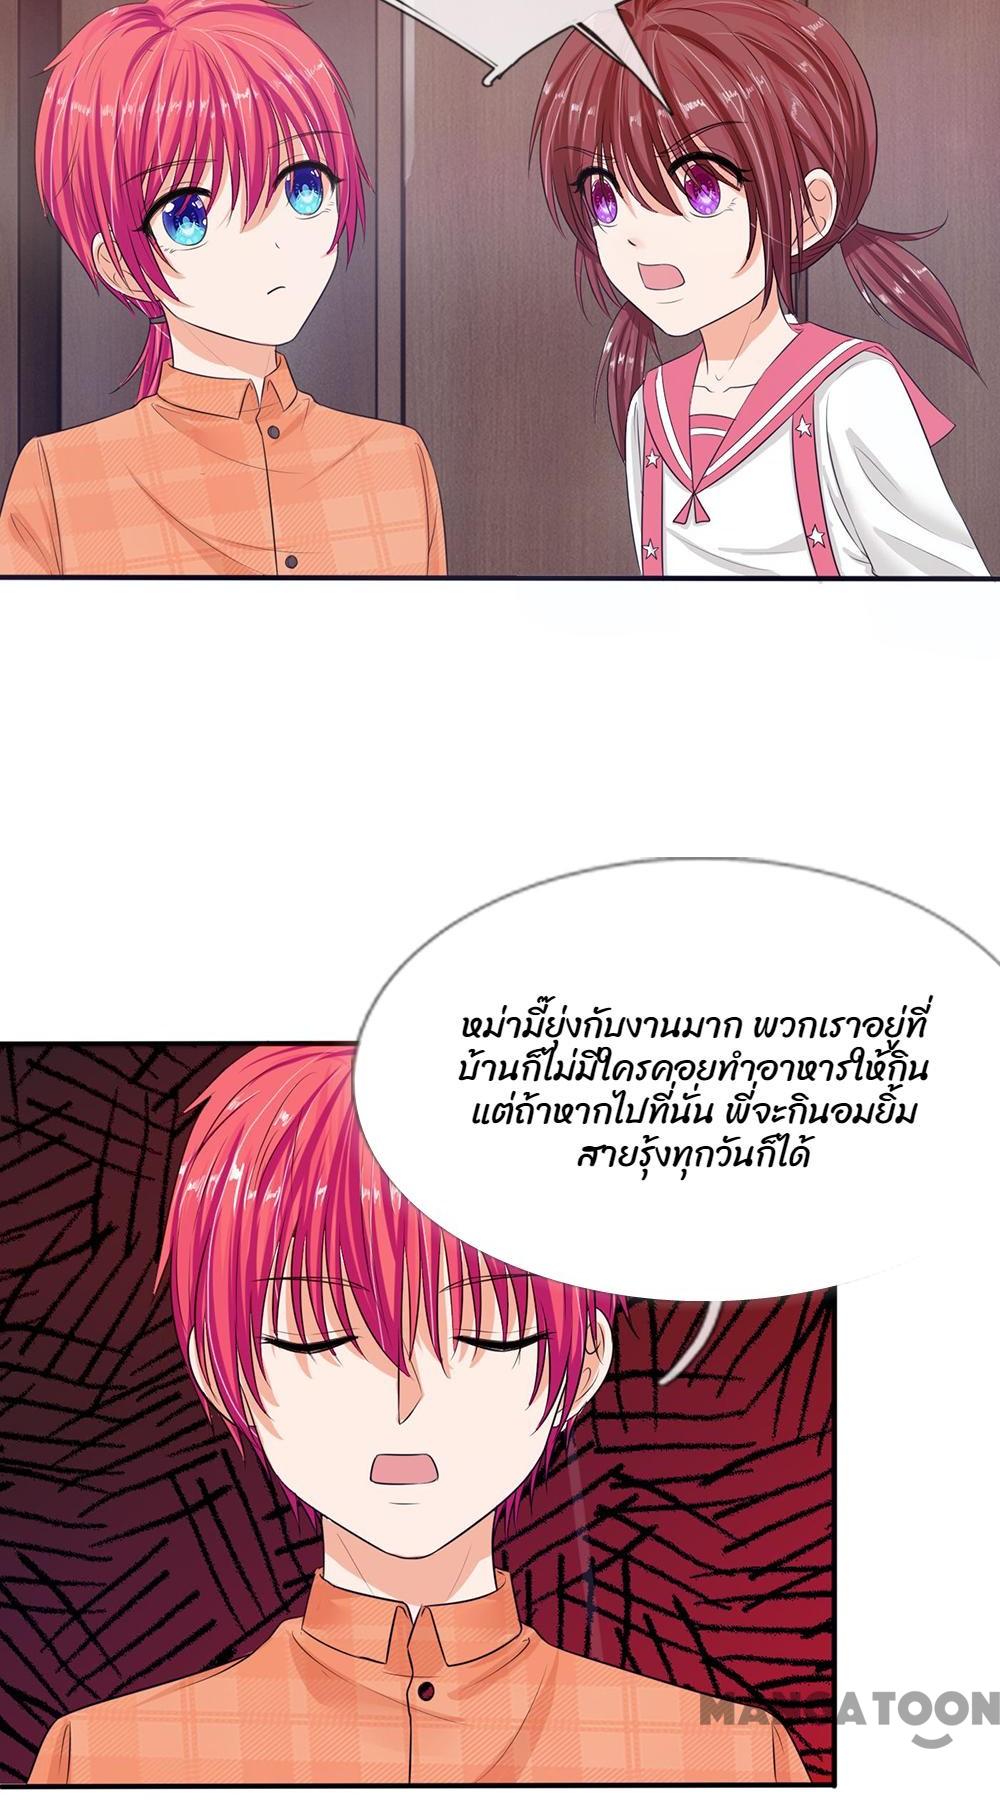 หม่ามี๊ยุ่งกับงานมาก พวกเราอยู่ที่
บ้านก็ไม่มีใครคอยทำอาหารให้กิน
แต่ถ้าหากไปที่นั่น พี่จะกินอมยิ้ม
สายรุ้งทุกวันก็ได้
MANGATOON